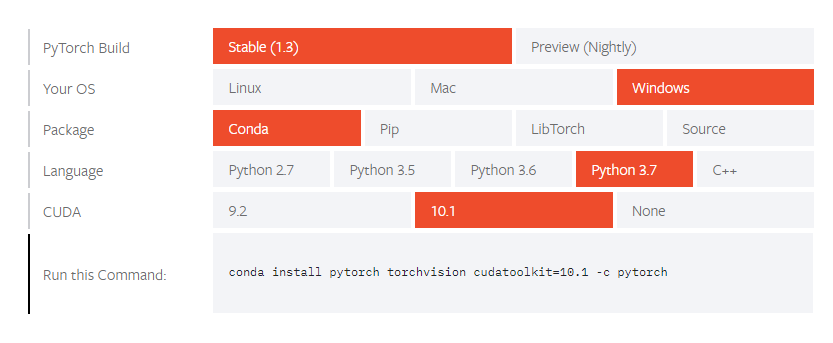 PyTorch Build Stable (1.3) Preview (Nightly)
Your OS Linux Mac Windows
Package Conda Pip LibTorch Source
Language Python 2.7 Python 3.5 Python 3.6 Python 3.7 C++
CUDA 9.2 10.1 None
Run this Command: conda install pytorch torchvision cudatoolkit=10.1 -c pytorch